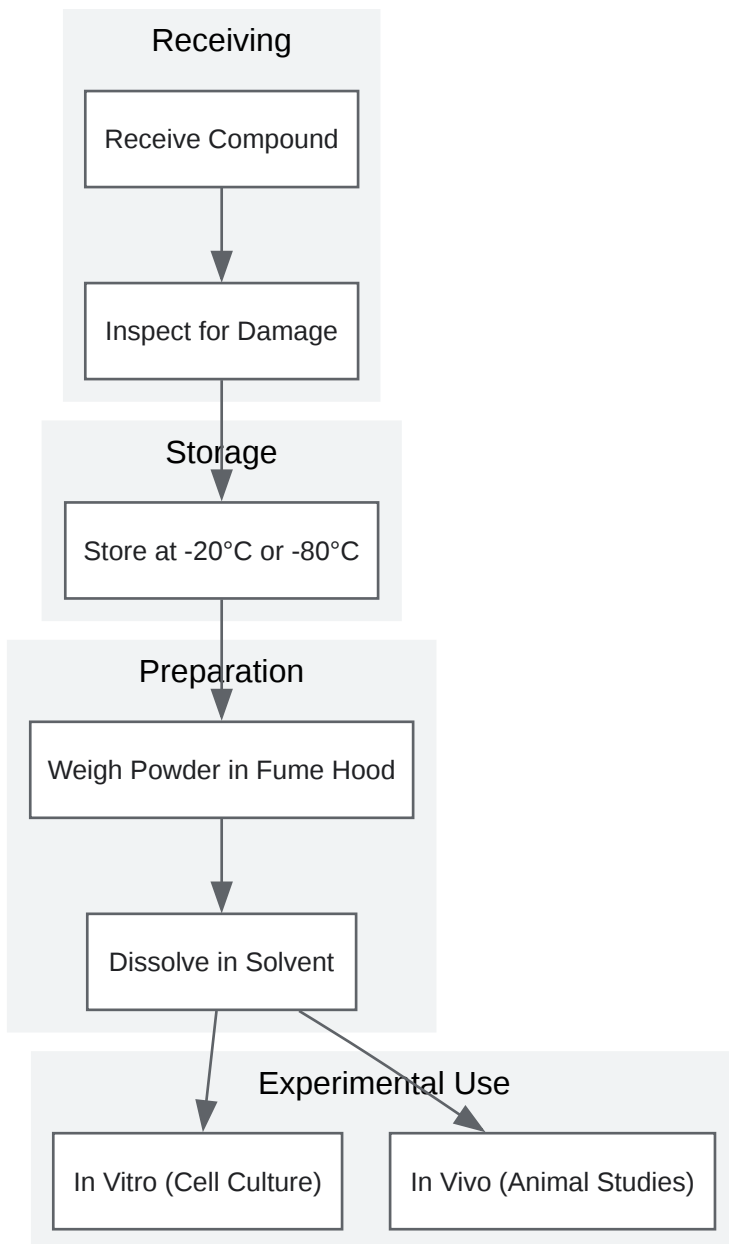 Receiving
Receive Compound
Inspect for Damage
Storage
Store at -20°C or -80°C
Preparation
Weigh Powder in Fume Hood
Dissolve in Solvent
Experimental Use
In Vitro (Cell Culture)
In Vivo (Animal Studies)